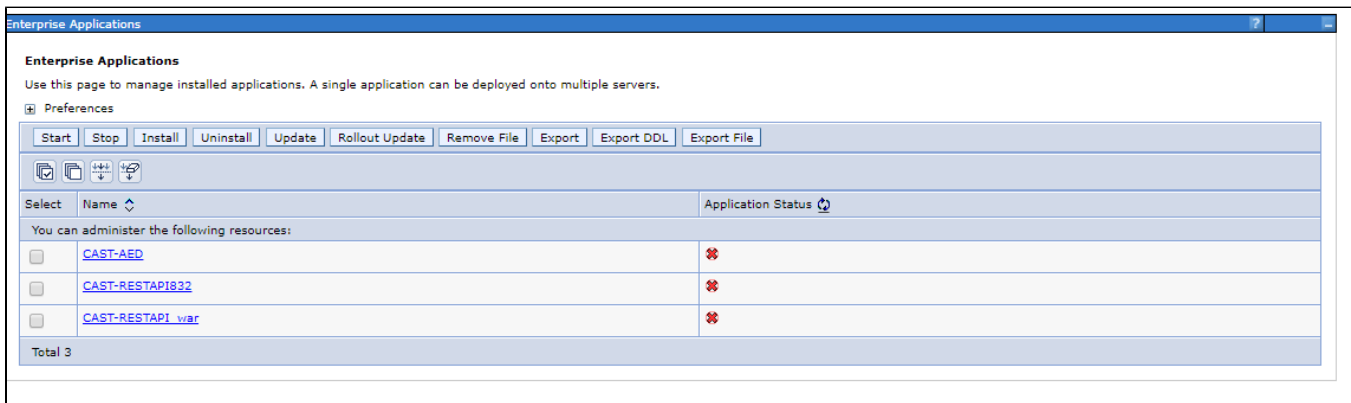 Enterprise Applications ? -
Enterprise Applications
Use this page to manage installed applications. A single application can be deployed onto multiple servers.
+ Preferences
Start Stop Install Uninstall Update Rollout Update Remove File Export Export DDL Export File
Select Name Application Status
You can administer the following resources:
CAST-AED
CAST-RESTAPI832
CAST-RESTAPI_war
Total 3